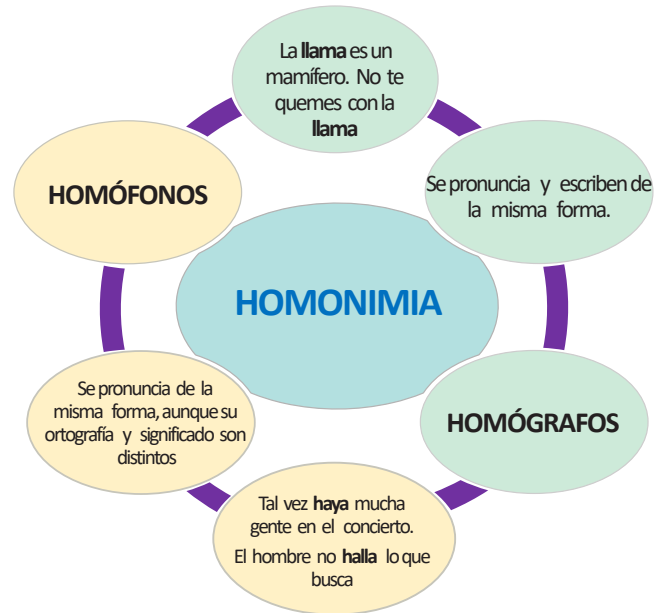 La llama es un
mamífero. No te
quemes con la
llama
HOMÓFONOS
Se pronuncia y escriben de
la misma forma.
HOMONIMIA
Se pronuncia de la
misma forma, aunque su
ortografía y significado son
distintos
HOMÓGRAFOS
Tal vez haya mucha
gente en el concierto.
El hombre no halla lo que
busca